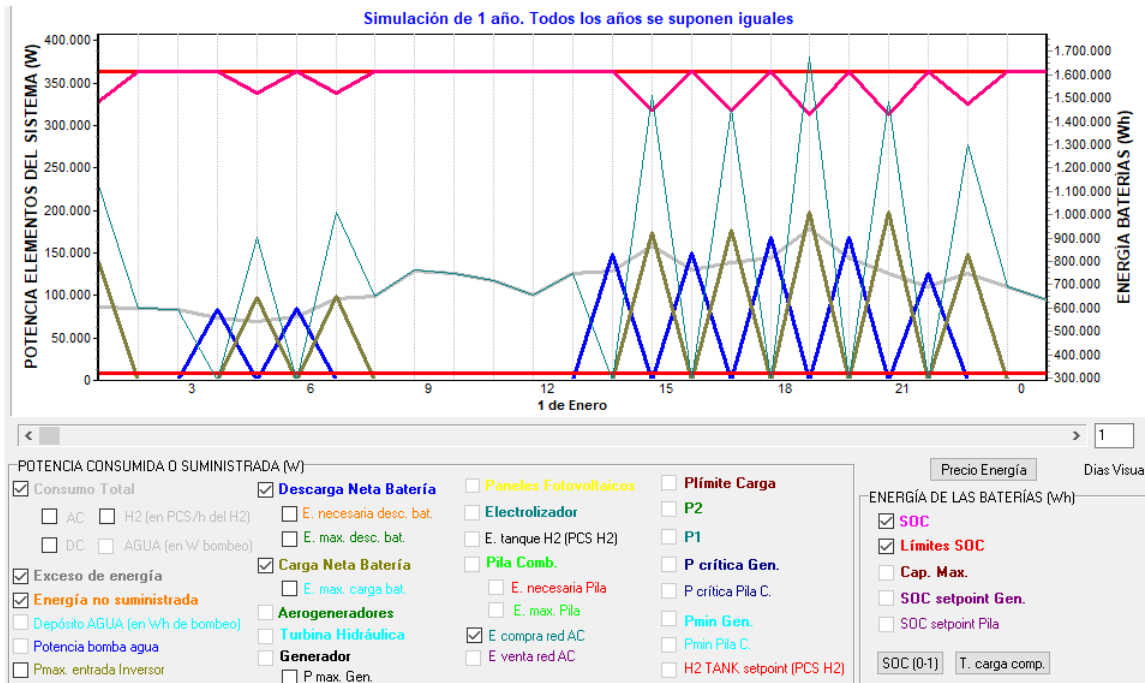 Simulación de 1 año. Todos los años se suponen iguales
POTENCIA ELEMENTOS DEL SISTEMA (W)
400.000
350.000
300.000
250.000
200.000
150.000
100.000
50.000
0
ENERGÍA BATERÍAS (Wh)
1.700.000
1.600.000
1.500.000
1.400.000
1.300.000
1.200.000
1.100.000
1.000.000
900.000
800.000
700.000
600.000
500.000
400.000
300.000
3 6 9 12 15 18 21 0
1 de Enero
< > 1
POTENCIA CONSUMIDA O SUMINISTRADA (W)
Consumo Total
AC H2 (en PCS/h del H2)
DC AGUA (en W bombeo)
Exceso de energía
Energía no suministrada
Depósito AGUA (en Wh de bombeo)
Potencia bomba agua
Pmax. entrada Inversor
Descarga Neta Batería
E. necesaria desc. bat.
E. max. desc. bat.
Carga Neta Batería
E. max. carga bat.
Aerogeneradores
Turbina Hidráulica
Generador
P max. Gen.
Paneles Fotovoltaicos
Electrolizador
E. tanque H2 (PCS H2)
Pila Comb.
E. necesaria Pila
E. max. Pila
E compra red AC
E venta red AC
Plímite Carga
P2
P1
P crítica Gen.
P crítica Pila C.
Pmin Gen.
Pmin Pila C.
H2 TANK setpoint (PCS H2)
Precio Energía Dias Visua
ENERGÍA DE LAS BATERÍAS (Wh)
SOC
Límites SOC
Cap. Max.
SOC setpoint Gen.
SOC setpoint Pila
SOC (0-1) T. carga comp.